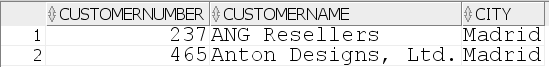 CUSTOMERNUMBER CUSTOMERNAME CITY
1 237 ANG Resellers Madrid
2 465 Anton Designs, Ltd. Madrid